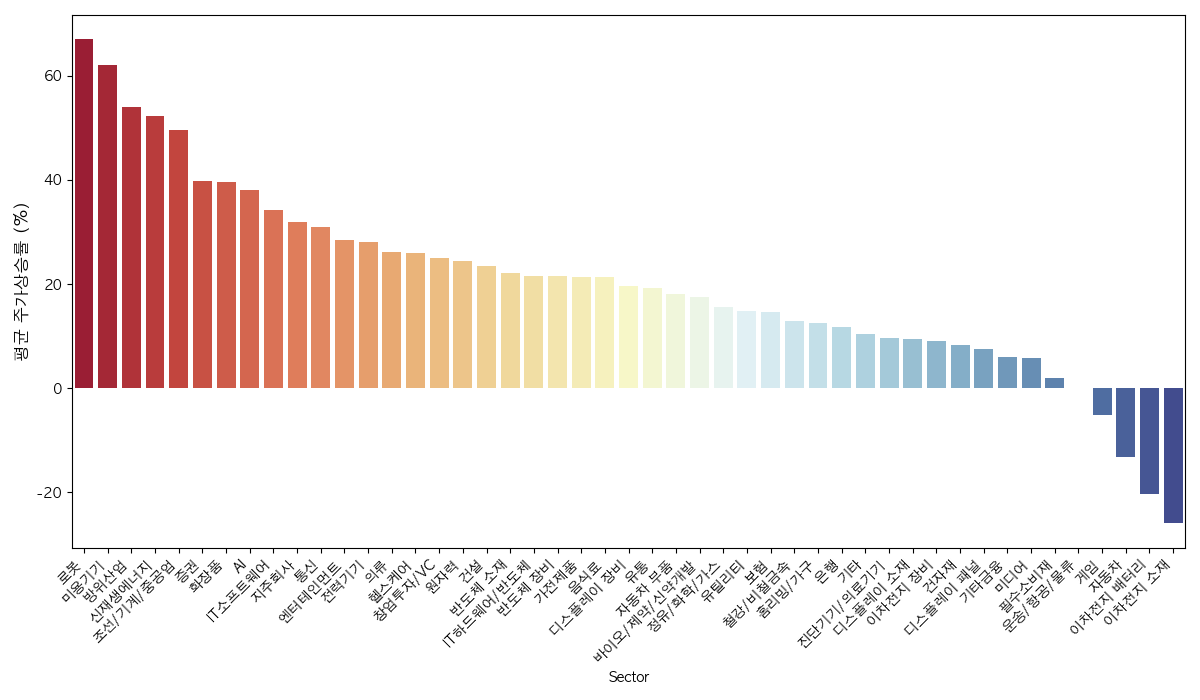 평균 주가상승률 (%)
60
40
20
0
-20
로봇
미용기기
방위산업
신재생에너지
조선/기계/중공업
증권
화장품
AI
IT소프트웨어
지주회사
통신
엔터테인먼트
전력기기
의류
헬스케어
창업투자/VC
원자력
건설
반도체 소재
IT하드웨어/반도체
반도체 장비
가전제품
음식료
디스플레이 장비
유통
자동차 부품
바이오/제약/신약개발
정유/화학/가스
유틸리티
보험
철강/비철금속
홈리빙/가구
은행
기타
진단기기/의료기기
디스플레이 소재
이차전지 장비
건자재
디스플레이 패널
기타금융
미디어
필수소비재
운송/항공/물류
게임
자동차
이차전지 배터리
이차전지 소재
Sector